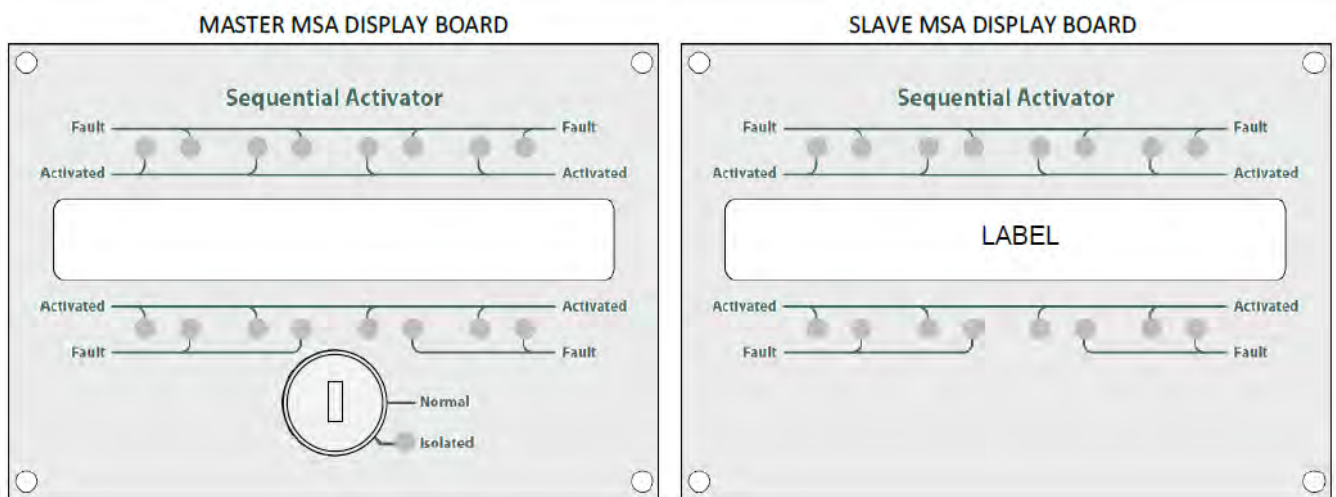 MASTER MSA DISPLAY BOARD
Sequential Activator
Fault Fault
Activated Activated
Activated Activated
Fault Fault
Normal
Isolated
SLAVE MSA DISPLAY BOARD
Sequential Activator
Fault Fault
Activated Activated
LABEL
Activated Activated
Fault Fault